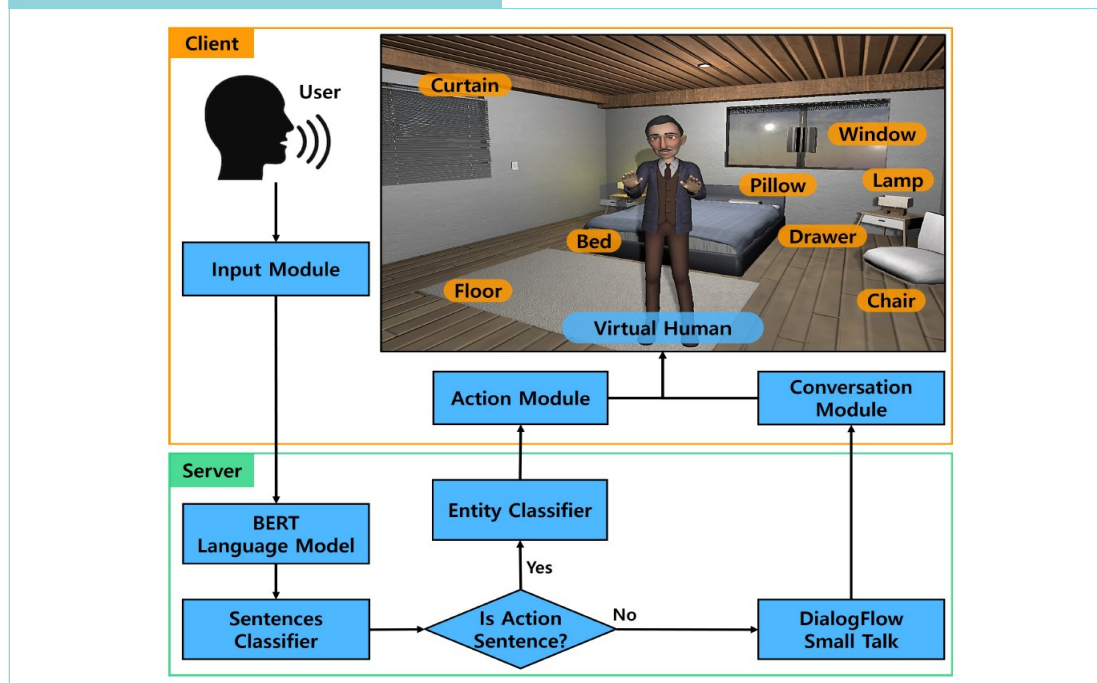 Client
User
Curtain
Window
Pillow
Lamp
Bed
Drawer
Floor
Chair
Virtual Human
Input Module
Action Module
Conversation
Module
Server
BERT
Language Model
Entity Classifier
Yes
Sentences
Classifier
Is Action
Sentence?
No
DialogFlow
Small Talk